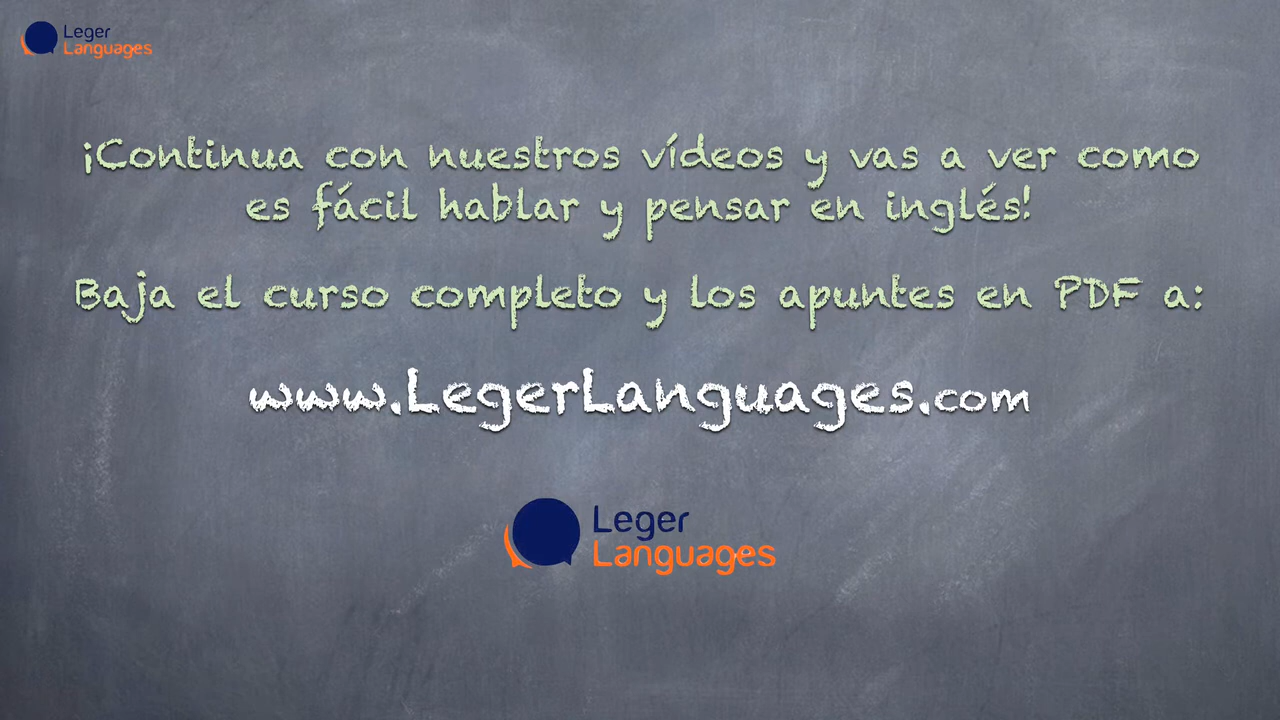 Leger
Languages
¡Continua con nuestros vídeos y vas a ver como
es fácil hablar y pensar en inglés!
Baja el curso completo y los apuntes en PDF a:
www.LegerLanguages.com
Leger
Languages